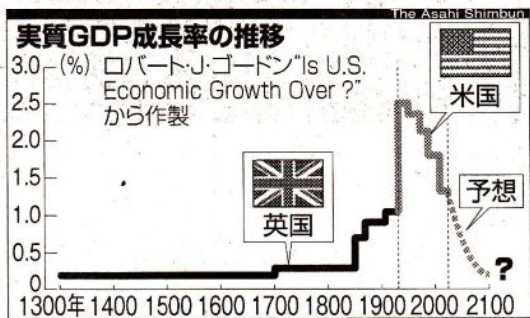 The Asahi Shimbun
実質GDP成長率の推移
3.0 (%) ロバート・J・ゴードン"Is U.S.
Economic Growth Over ?"
から作製
2.5
2.0
1.5
1.0
0.5
0
米国
英国
予想
?
1300年 1400 1500 1600 1700 1800 1900 2000 2100